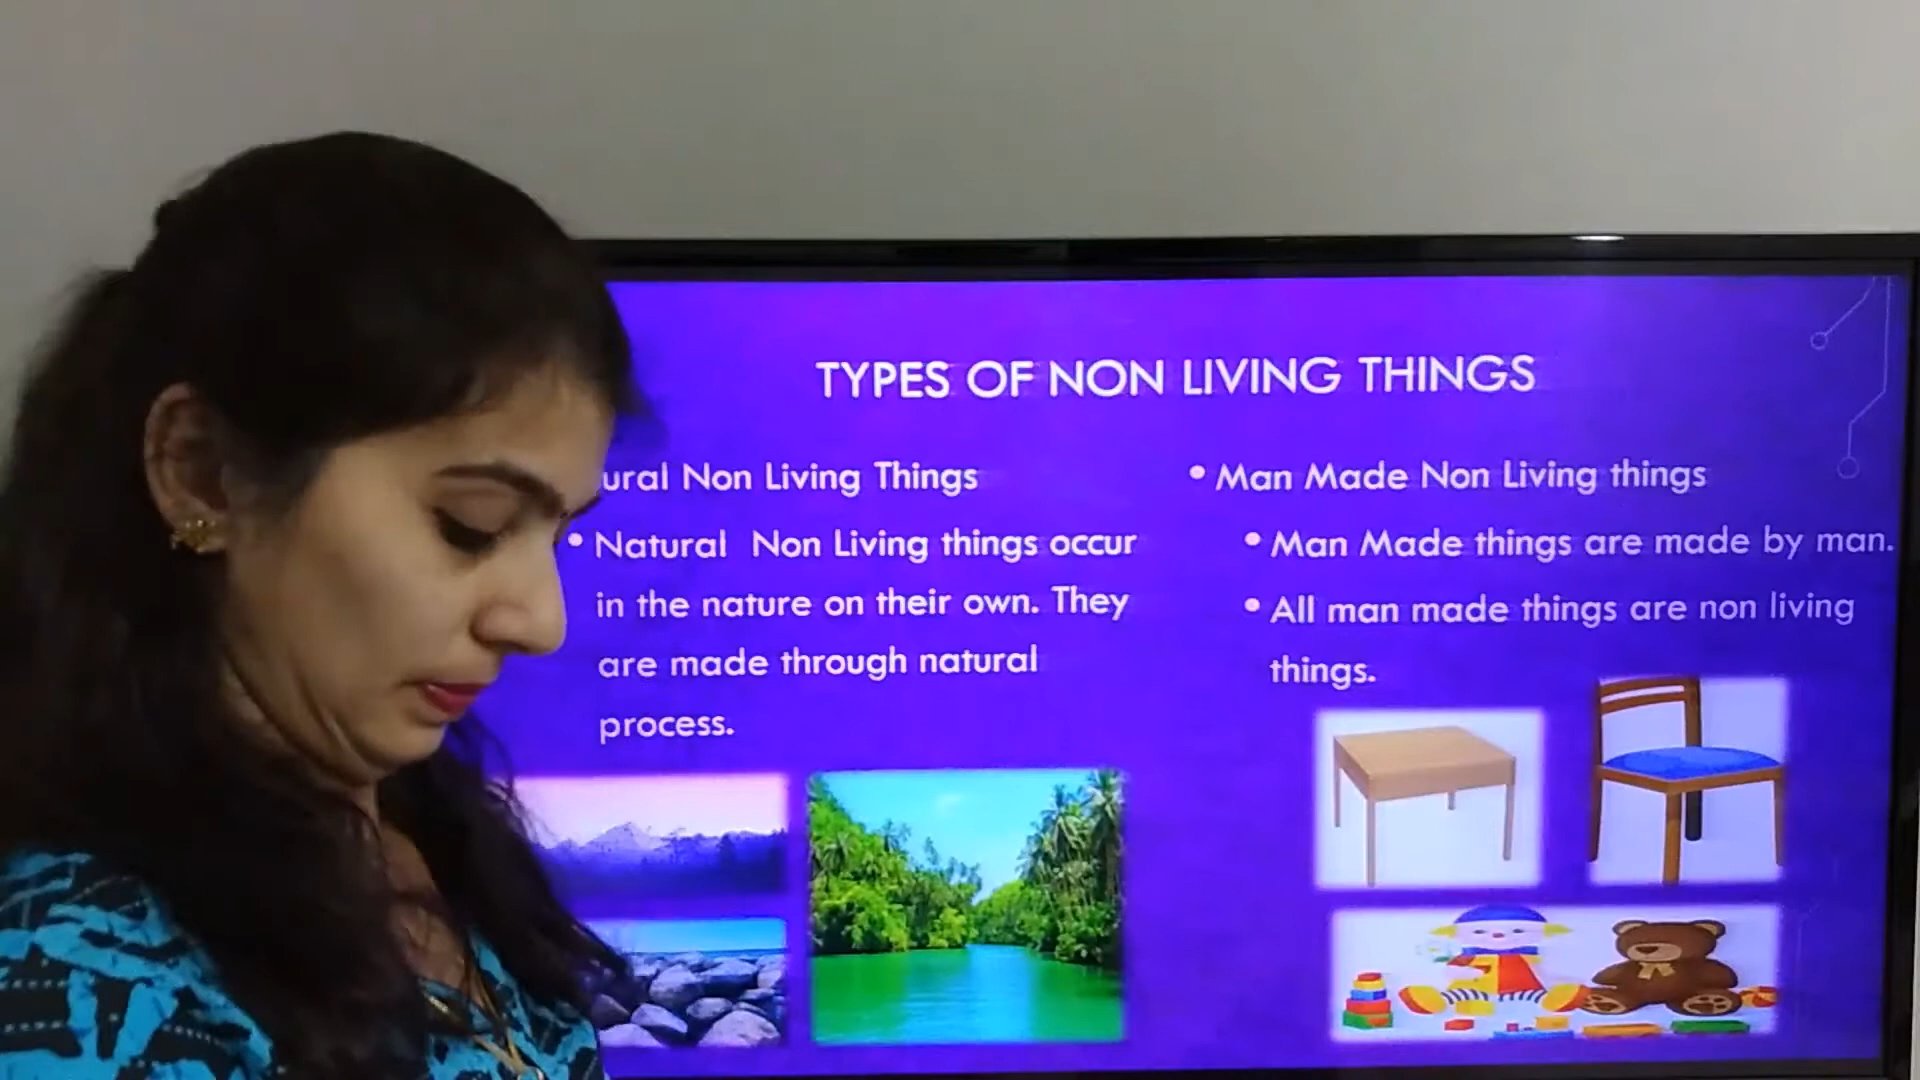 TYPES OF NON LIVING THINGS
Non Living Things
Natural Non Living things occur
in the nature on their own. They
are made through natural
process.
• Man Made Non Living things
• Man Made things are made by man.
• All man made things are non living
things.